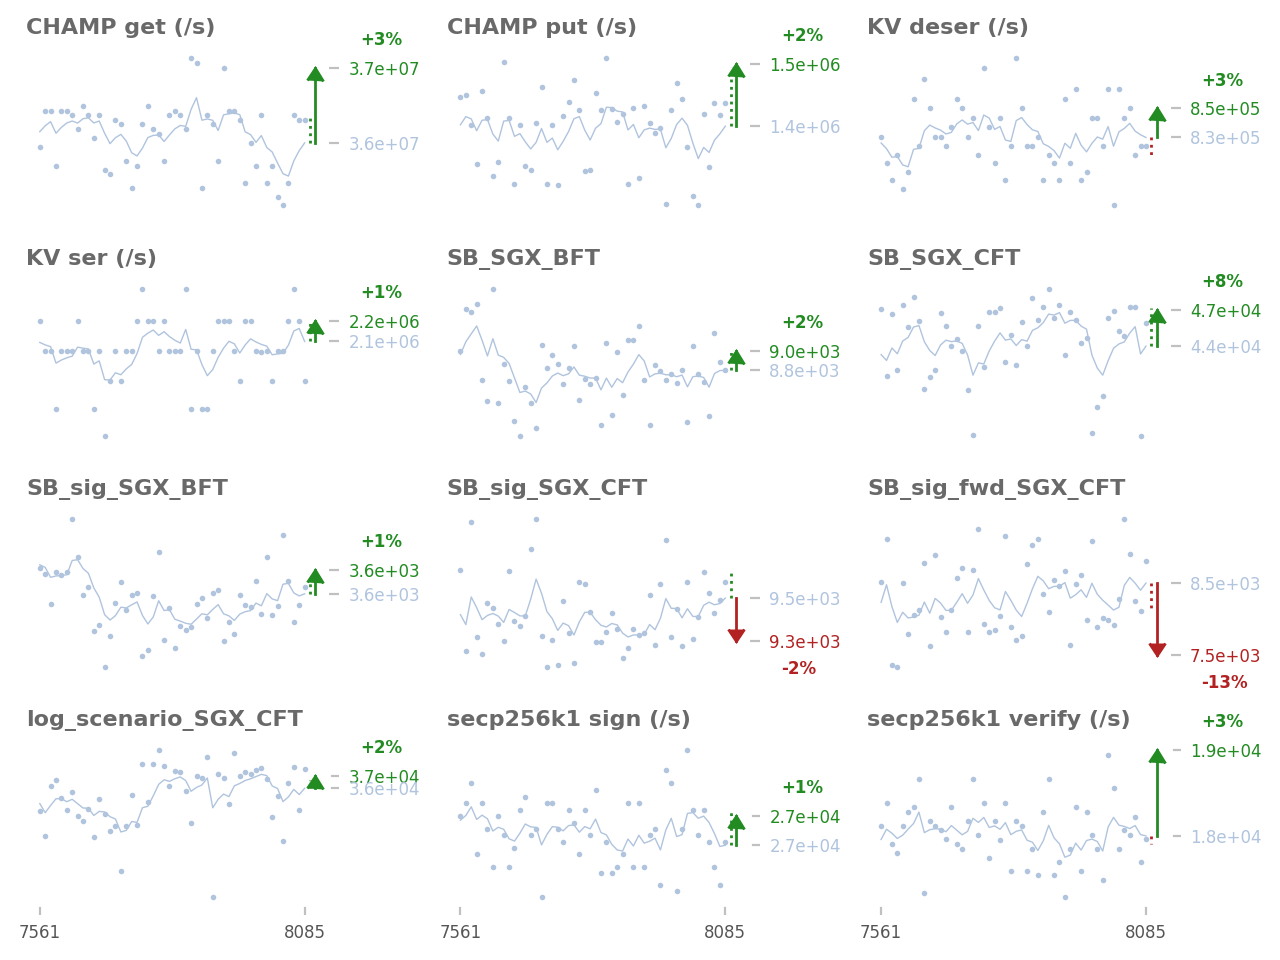 CHAMP get (/s)
+3%
3.7e+07
3.6e+07
CHAMP put (/s)
+2%
1.5e+06
1.4e+06
KV deser (/s)
+3%
8.5e+05
8.3e+05
KV ser (/s)
+1%
2.2e+06
2.1e+06
SB_SGX_BFT
+2%
9.0e+03
8.8e+03
SB_SGX_CFT
+8%
4.7e+04
4.4e+04
SB_sig_SGX_BFT
+1%
3.6e+03
3.6e+03
SB_sig_SGX_CFT
9.5e+03
9.3e+03
-2%
SB_sig_fwd_SGX_CFT
8.5e+03
7.5e+03
-13%
log_scenario_SGX_CFT
+2%
3.7e+04
3.6e+04
secp256k1 sign (/s)
+1%
2.7e+04
2.7e+04
secp256k1 verify (/s)
+3%
1.9e+04
1.8e+04
7561
8085
7561
8085
7561
8085